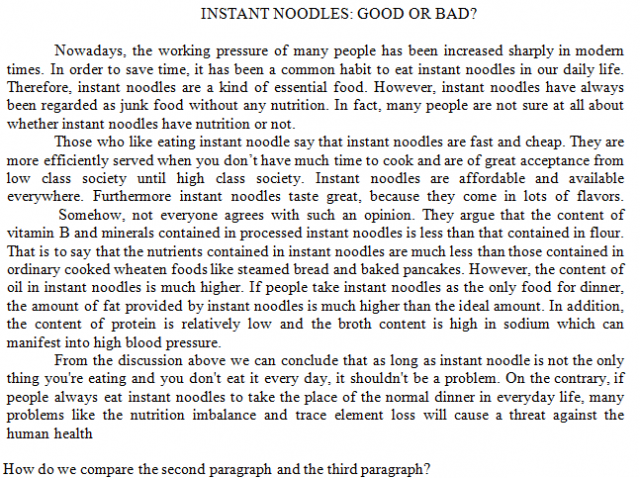 INSTANT NOODLES: GOOD OR BAD?
Nowadays, the working pressure of many people has been increased sharply in modern
times. In order to save time, it has been a common habit to eat instant noodles in our daily life.
Therefore, instant noodles are a kind of essential food. However, instant noodles have always
been regarded as junk food without any nutrition. In fact, many people are not sure at all about
whether instant noodles have nutrition or not.
Those who like eating instant noodle say that instant noodles are fast and cheap. They are
more efficiently served when you don't have much time to cook and are of great acceptance from
low class society until high class society. Instant noodles are affordable and available
everywhere. Furthermore instant noodles taste great, because they come in lots of flavors.
Somehow, not everyone agrees with such an opinion. They argue that the content of
vitamin B and minerals contained in processed instant noodles is less than that contained in flour.
That is to say that the nutrients contained in instant noodles are much less than those contained in
ordinary cooked wheaten foods like steamed bread and baked pancakes. However, the content of
oil in instant noodles is much higher. If people take instant noodles as the only food for dinner,
the amount of fat provided by instant noodles is much higher than the ideal amount. In addition,
the content of protein is relatively low and the broth content is high in sodium which can
manifest into high blood pressure.
From the discussion above we can conclude that as long as instant noodle is not the only
thing you're eating and you don't eat it every day, it shouldn't be a problem. On the contrary, if
people always eat instant noodles to take the place of the normal dinner in everyday life, many
problems like the nutrition imbalance and trace element loss will cause a threat against the
human health
How do we compare the second paragraph and the third paragraph?